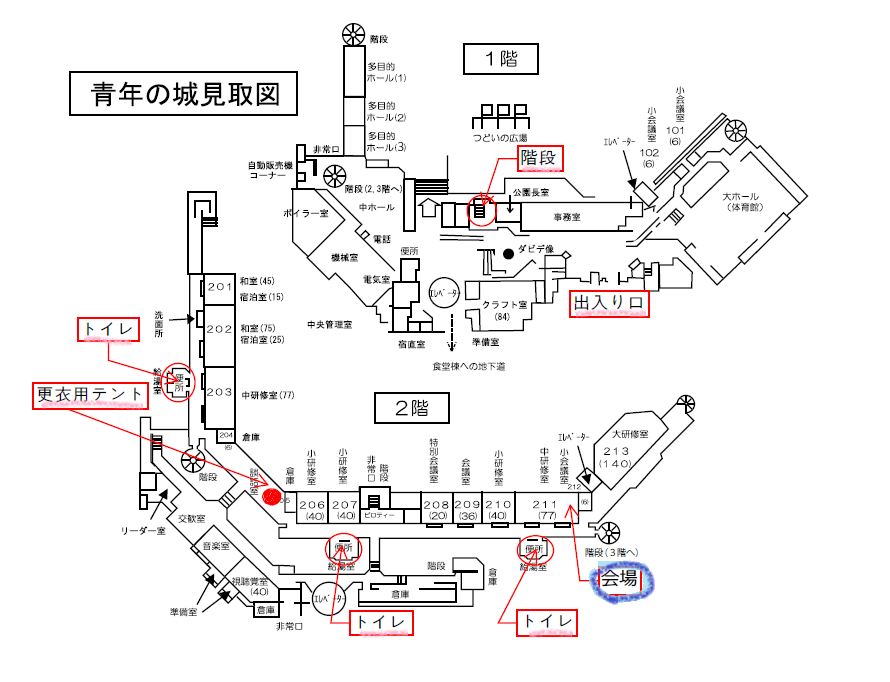 青年の城見取図
1階
階段
多目的
ホール(1)
多目的
ホール(2)
多目的
ホール(3)
非常口
自動販売機
コーナー
階段(2,3階へ)
中ホール
ボイラー室
機械室
電話
便所
電気室
中央管理室
宿直室
ｴﾚﾍﾞｰﾀｰ
つどいの広場
階段
公園長室
事務室
ダビデ像
クラフト室
(84)
準備室
食堂棟への地下道
出入り口
ｴﾚﾍﾞｰﾀｰ
小会議室
101
(6)
小会議室
102
(6)
大ホール
(体育館)
2階
201
和室(45)
宿泊室(15)
202
和室(75)
宿泊室(25)
洗面所
203
中研修室(77)
204
(6)
倉庫
トイレ
給湯室
便所
更衣用テント
階段
リーダー室
交歓室
音楽室
視聴覚室
(40)
準備室
倉庫
非常口
ｴﾚﾍﾞｰﾀｰ
倉庫
小研修室
206
(40)
小研修室
207
(40)
非常口
階段
ピロティー
特別会議室
208
(20)
会議室
209
(36)
小研修室
210
(40)
中研修室
211
(77)
小会議室
212
(6)
ｴﾚﾍﾞｰﾀｰ
大研修室
213
(140)
便所
給湯室
便所
給湯室
階段(3階へ)
会場
階段
倉庫
倉庫
トイレ
トイレ